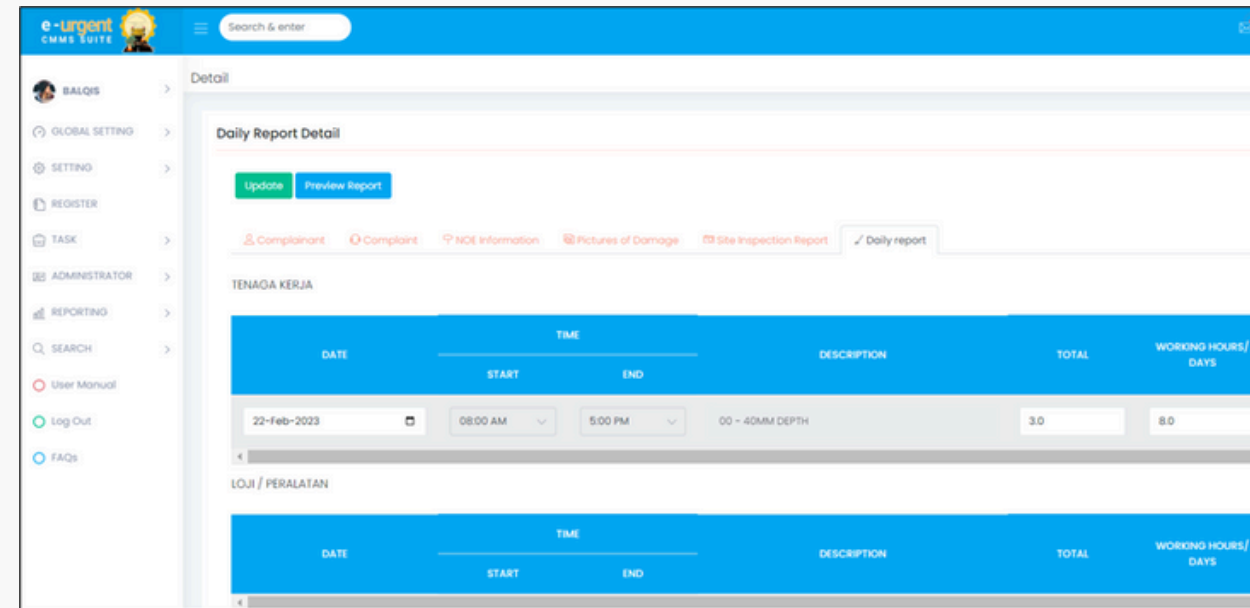 e-urgent
CMMS SUITE
Search & enter
BALQIS
GLOBAL SETTING
SETTING
REGISTER
TASK
ADMINISTRATOR
REPORTING
SEARCH
User Manual
Log Out
FAQs
Detail
Daily Report Detail
Update Preview Report
Complainant Complaint NOE Information Pictures of Damage Site Inspection Report Daily report
TENAGA KERJA
DATE TIME START END DESCRIPTION TOTAL WORKING HOURS/ DAYS
22-Feb-2023 08:00 AM 5:00 PM 00 - 40MM DEPTH 3.0 8.0
LOJI / PERALATAN
DATE TIME START END DESCRIPTION TOTAL WORKING HOURS/ DAYS